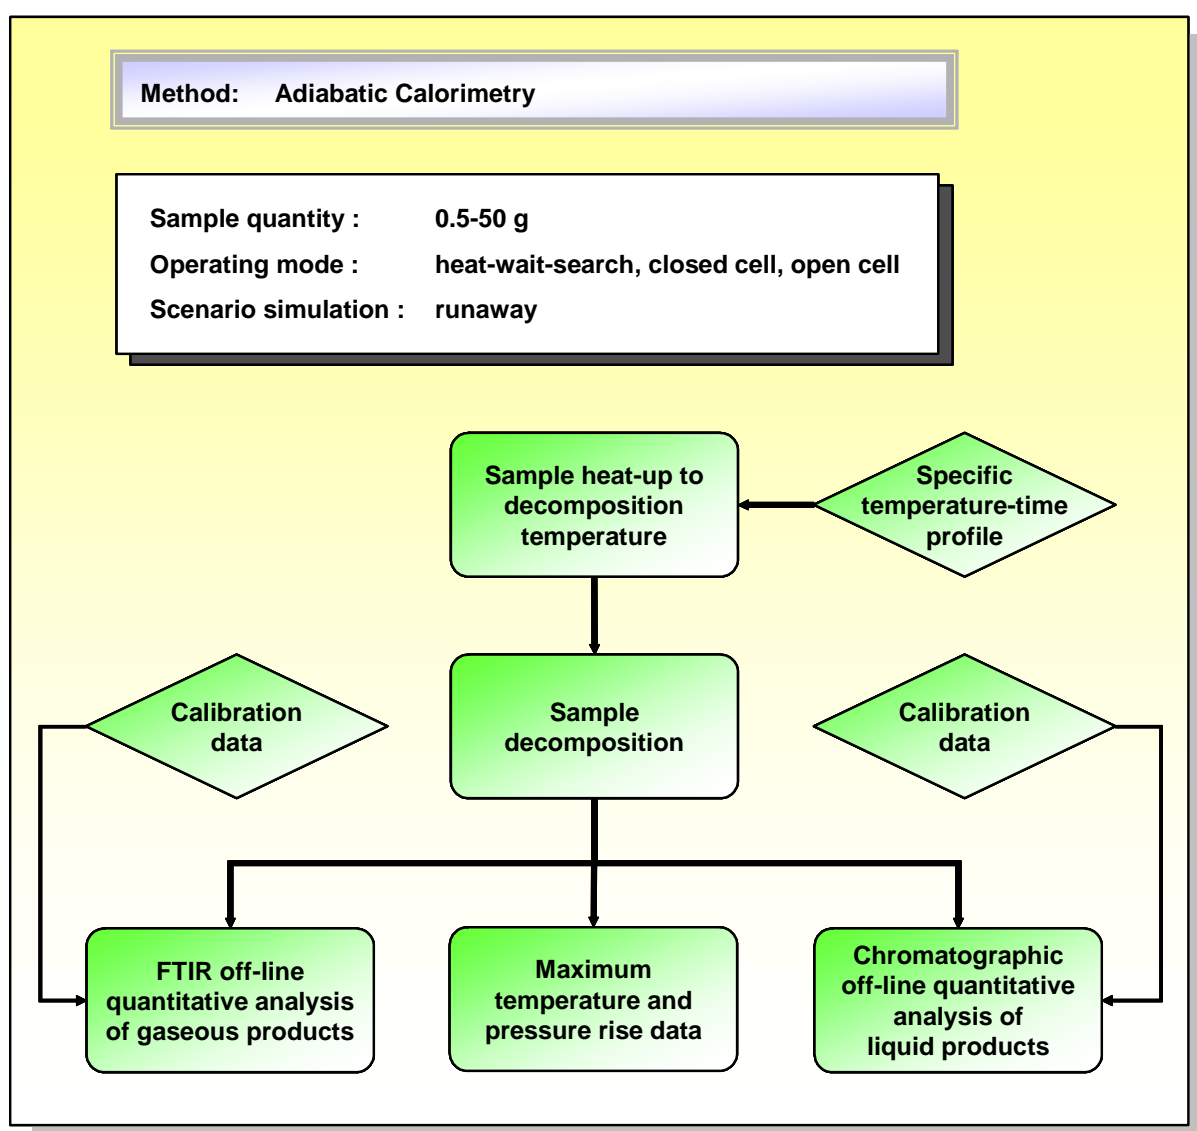 Method: Adiabatic Calorimetry
Sample quantity : 0.5-50 g
Operating mode : heat-wait-search, closed cell, open cell
Scenario simulation : runaway
Sample heat-up to
decomposition
temperature
Specific
temperature-time
profile
Calibration
data
Sample
decomposition
Calibration
data
FTIR off-line
quantitative analysis
of gaseous products
Maximum
temperature and
pressure rise data
Chromatographic
off-line quantitative
analysis of
liquid products